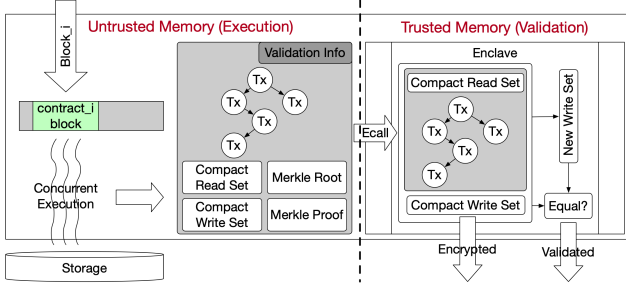 Untrusted Memory (Execution)
Trusted Memory (Validation)
Block_i
contract_i
block
Concurrent
Execution
Storage
Validation Info
Tx
Tx
Tx
Tx
Tx
Compact
Read Set
Merkle Root
Compact
Write Set
Merkle Proof
Ecall
Enclave
Compact Read Set
Tx
Tx
Tx
Tx
Tx
Compact Write Set
New Write Set
Equal?
Encrypted
Validated